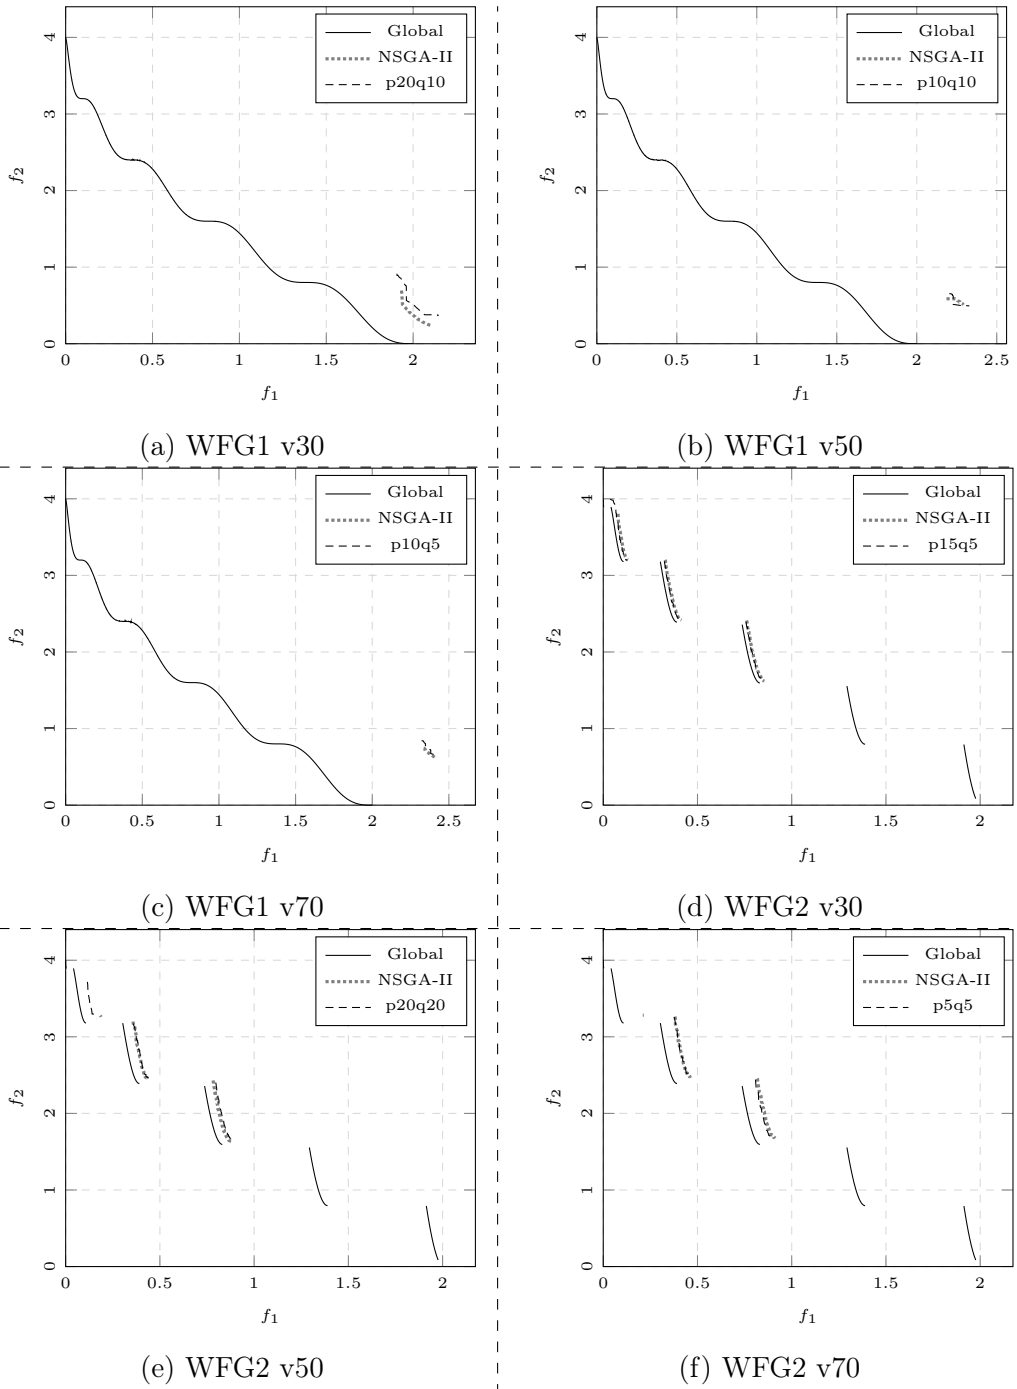 Global
NSGA-II
p20q10
4
3
2
1
0
f2
0 0.5 1 1.5 2
f1
(a) WFG1 v30
Global
NSGA-II
p10q10
4
3
2
1
0
f2
0 0.5 1 1.5 2 2.5
f1
(b) WFG1 v50
Global
NSGA-II
p10q5
4
3
2
1
0
f2
0 0.5 1 1.5 2 2.5
f1
(c) WFG1 v70
Global
NSGA-II
p15q5
4
3
2
1
0
f2
0 0.5 1 1.5 2
f1
(d) WFG2 v30
Global
NSGA-II
p20q20
4
3
2
1
0
f2
0 0.5 1 1.5 2
f1
(e) WFG2 v50
Global
NSGA-II
p5q5
4
3
2
1
0
f2
0 0.5 1 1.5 2
f1
(f) WFG2 v70